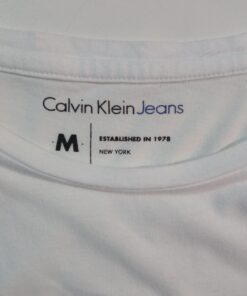 Calvin Klein Jeans
M
ESTABLISHED IN 1978
NEW YORK